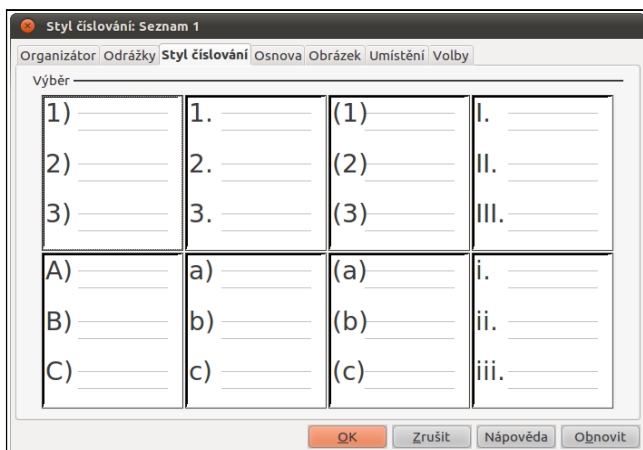 Styl číslování: Seznam 1
Organizátor Odrážky Styl číslování Osnova Obrázek Umístění Volby
Výběr
1) 1. (1) I.
2) 2. (2) II.
3) 3. (3) III.
A) a) (a) i.
B) b) (b) ii.
C) c) (c) iii.
OK Zrušit Nápověda Obnovit